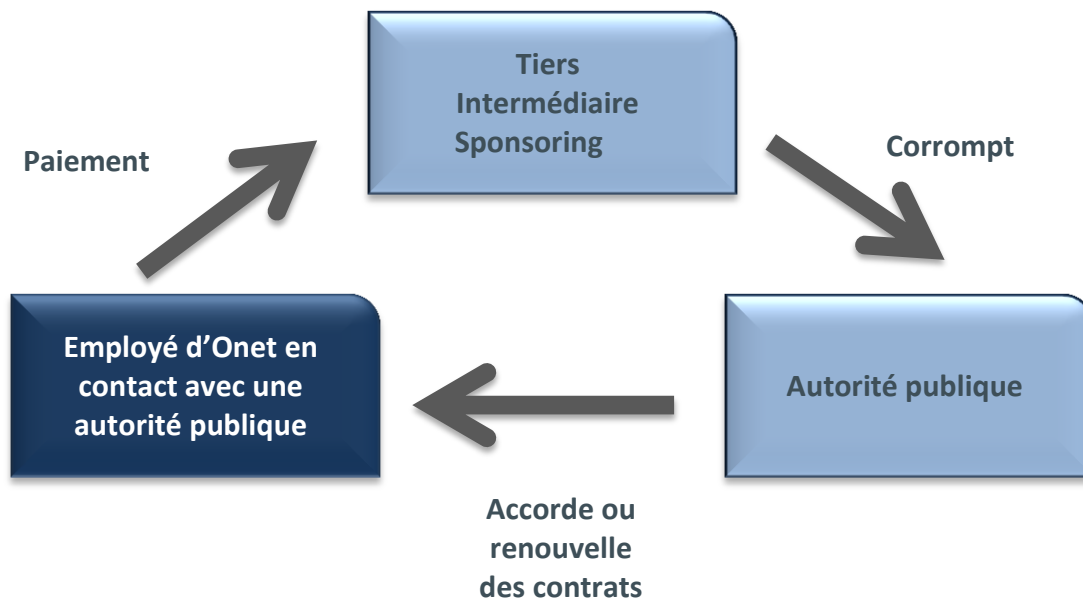 Tiers
Intermédiaire
Sponsoring
Paiement
Corrompt
Employé d’Onet en
contact avec une
autorité publique
Autorité publique
Accorde ou
renouvelle
des contrats